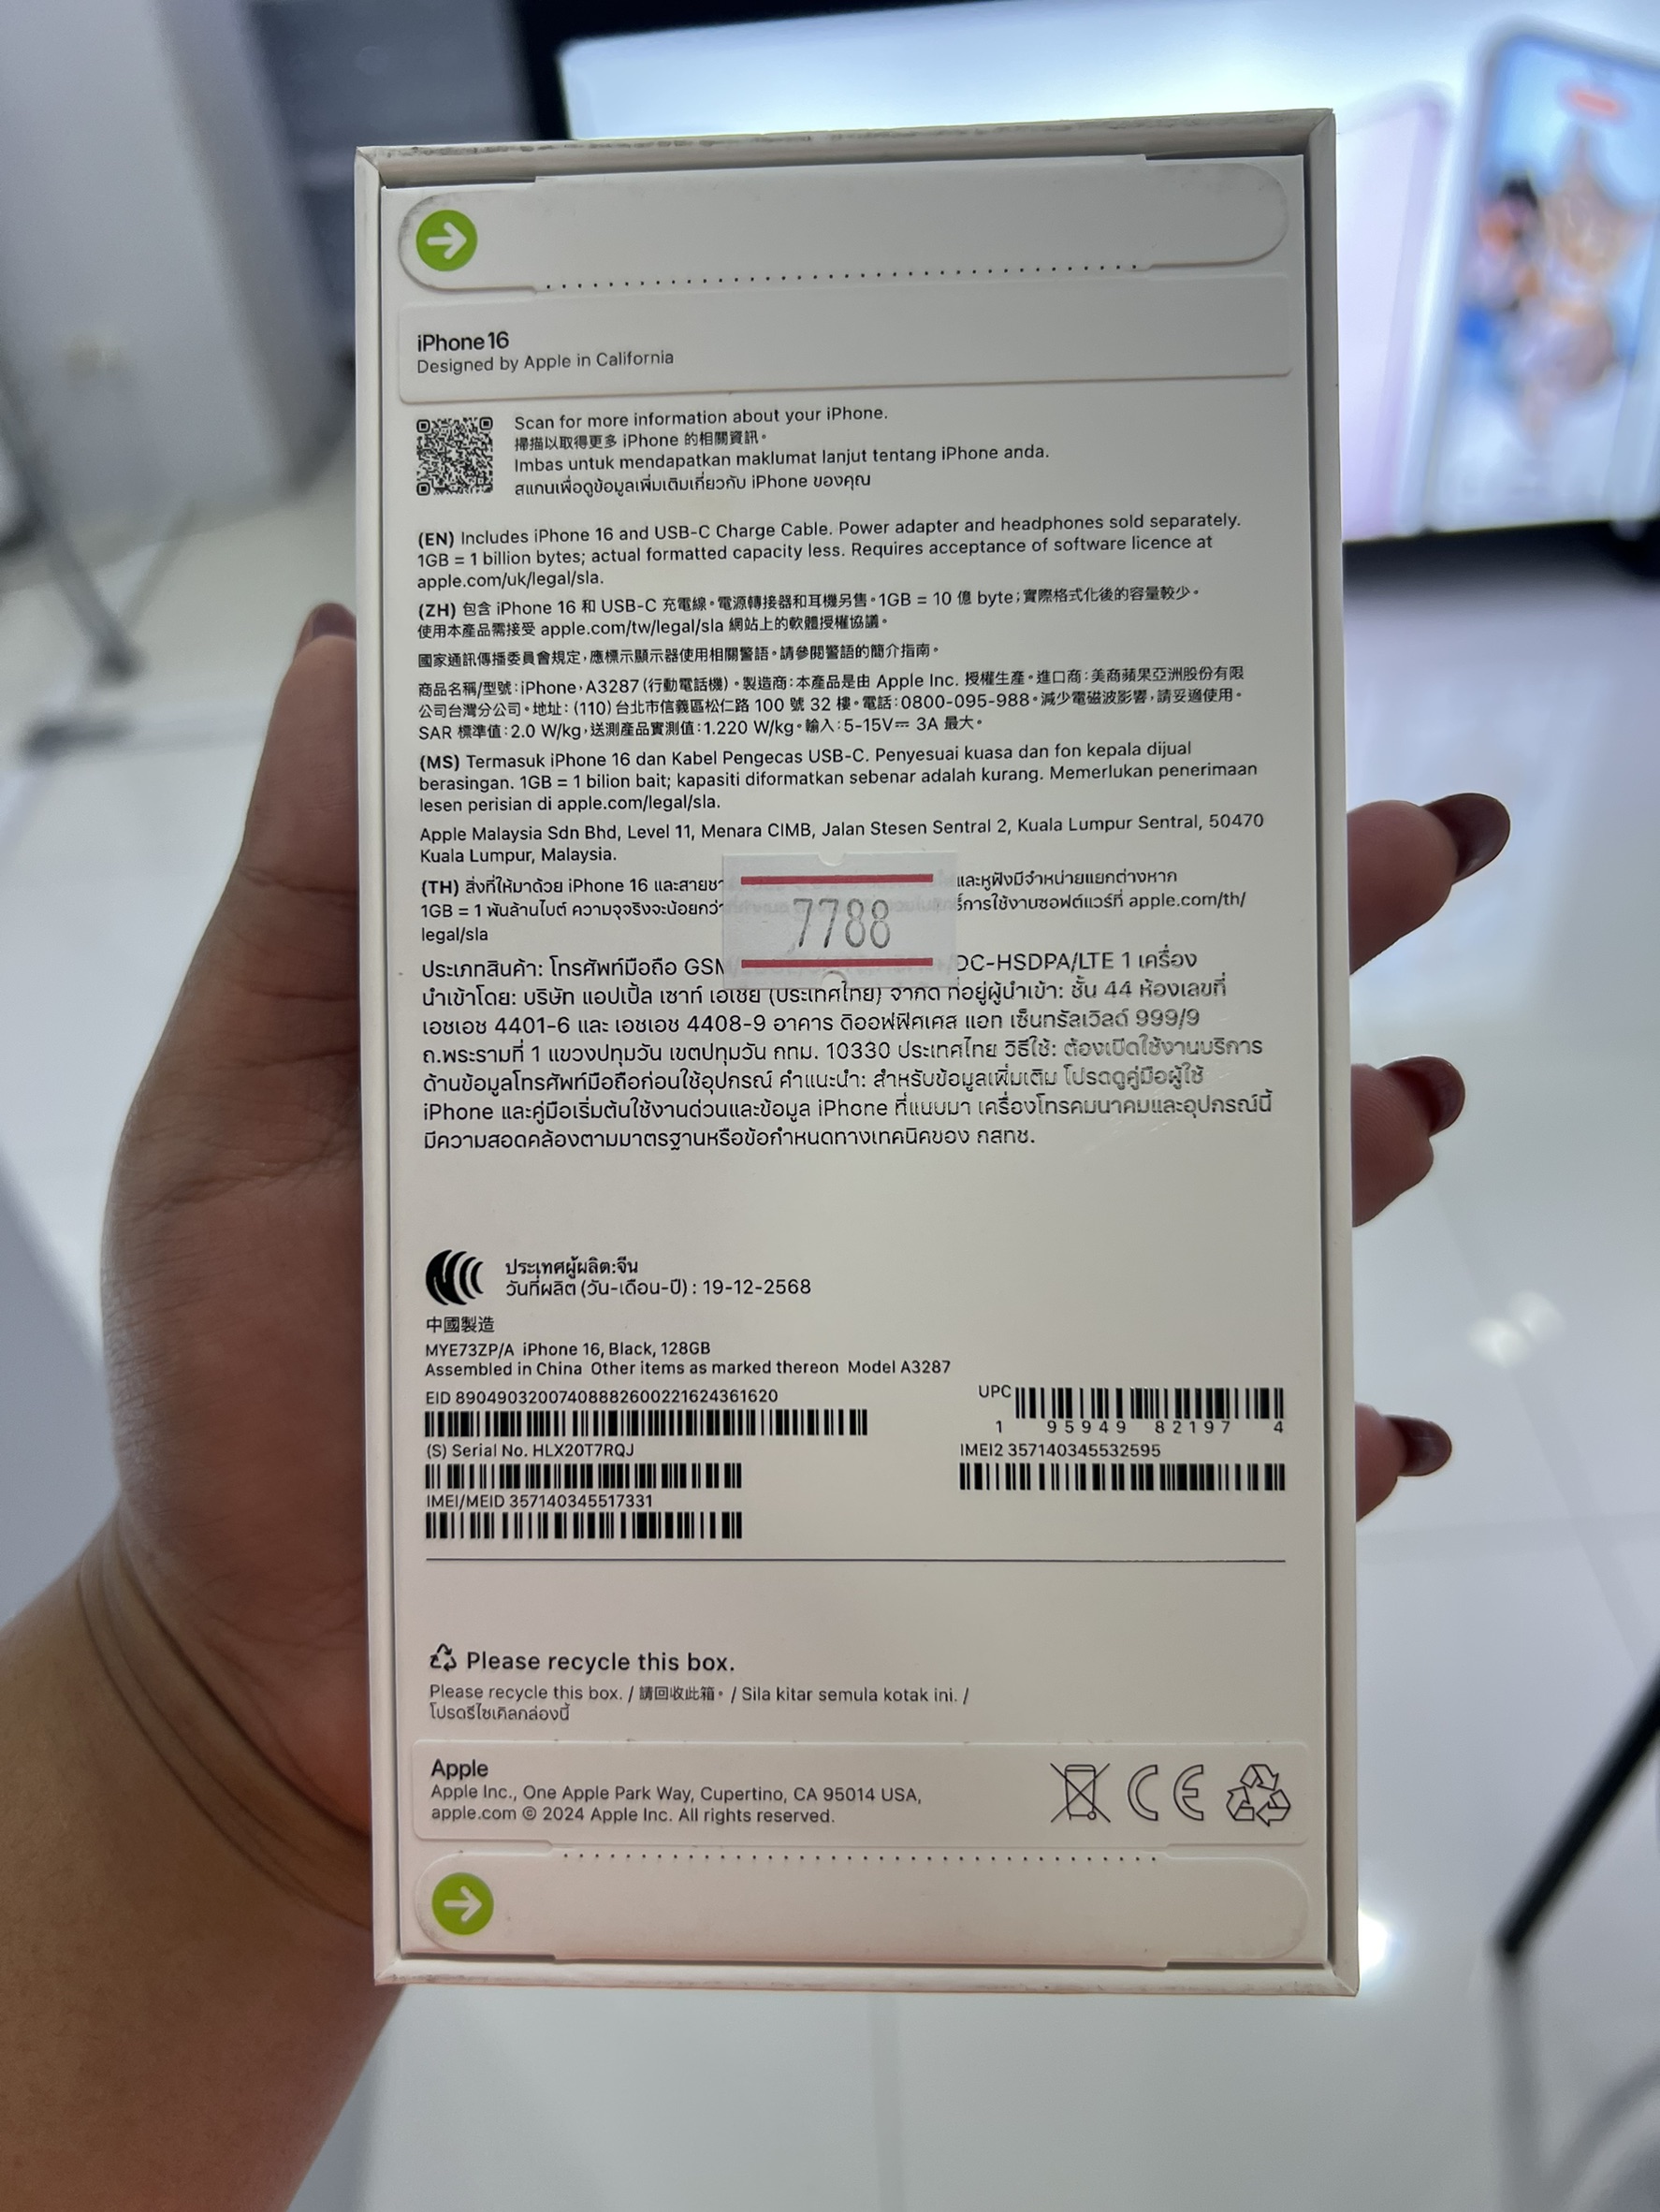 iPhone 16
Designed by Apple in California
Scan for more information about your iPhone.
掃描以取得更多 iPhone 的相關資訊。
Imbas untuk mendapatkan maklumat lanjut tentang iPhone anda.
สแกนเพื่อดูข้อมูลเพิ่มเติมเกี่ยวกับ iPhone ของคุณ
(EN) Includes iPhone 16 and USB-C Charge Cable. Power adapter and headphones sold separately.
1GB = 1 billion bytes; actual formatted capacity less. Requires acceptance of software licence at
apple.com/uk/legal/sla.
(ZH) 包含 iPhone 16 和 USB-C 充電線。電源轉接器和耳機另售。1GB = 10 億 byte；實際格式化後的容量較少。
使用本產品需接受 apple.com/tw/legal/sla 網站上的軟體授權協議。
國家通訊傳播委員會規定，應標示顯示器使用相關警語。請參閱警語的簡介指南。
商品名稱/型號：iPhone，A3287 (行動電話機)。製造商：本產品是由 Apple Inc. 授權生產。進口商：美商蘋果亞洲股份有限
公司台灣分公司。地址：(110) 台北市信義區松仁路 100 號 32 樓。電話：0800-095-988。減少電磁波影響，請妥適使用。
SAR 標準值：2.0 W/kg，送測產品實測值：1.220 W/kg。輸入：5-15V⎓ 3A 最大。
(MS) Termasuk iPhone 16 dan Kabel Pengecas USB-C. Penyesuai kuasa dan fon kepala dijual
berasingan. 1GB = 1 bilion bait; kapasiti diformatkan sebenar adalah kurang. Memerlukan penerimaan
lesen perisian di apple.com/legal/sla.
Apple Malaysia Sdn Bhd, Level 11, Menara CIMB, Jalan Stesen Sentral 2, Kuala Lumpur Sentral, 50470
Kuala Lumpur, Malaysia.
(TH) สิ่งที่ให้มาด้วย iPhone 16 และสายชา และหูฟังมีจำหน่ายแยกต่างหาก
1GB = 1 พันล้านไบต์ ความจุจริงจะน้อยกว่า การใช้งานซอฟต์แวร์ที่ apple.com/th/
7788
legal/sla
ประเภทสินค้า: โทรศัพท์มือถือ GSM DC-HSDPA/LTE 1 เครื่อง
นำเข้าโดย: บริษัท แอปเปิ้ล เซาท์ เอเชีย (ประเทศไทย) จำกัด ที่อยู่ผู้นำเข้า: ชั้น 44 ห้องเลขที่
เอชเอช 4401-6 และ เอชเอช 4408-9 อาคาร ดิออฟฟิศเศส แอท เซ็นทรัลเวิลด์ 999/9
ถ.พระรามที่ 1 แขวงปทุมวัน เขตปทุมวัน กทม. 10330 ประเทศไทย วิธีใช้: ต้องเปิดใช้งานบริการ
ด้านข้อมูลโทรศัพท์มือถือก่อนใช้อุปกรณ์ คำแนะนำ: สำหรับข้อมูลเพิ่มเติม โปรดดูคู่มือผู้ใช้
iPhone และคู่มือเริ่มต้นใช้งานด่วนและข้อมูล iPhone ที่แนบมา เครื่องโทรคมนาคมและอุปกรณ์นี้
มีความสอดคล้องตามมาตรฐานหรือข้อกำหนดทางเทคนิคของ กสทช.
ประเทศผู้ผลิต:จีน
วันที่ผลิต (วัน-เดือน-ปี) : 19-12-2568
中國製造
MYE73ZP/A iPhone 16, Black, 128GB
Assembled in China Other items as marked thereon Model A3287
EID 89049032007408882600221624361620
UPC
1 95949 82197 4
(S) Serial No. HLX20T7RQJ
IMEI2 357140345532595
IMEI/MEID 357140345517331
Please recycle this box.
Please recycle this box. / 請回收此箱。/ Sila kitar semula kotak ini. /
โปรดรีไซเคิลกล่องนี้
Apple
Apple Inc., One Apple Park Way, Cupertino, CA 95014 USA,
apple.com © 2024 Apple Inc. All rights reserved.
CE